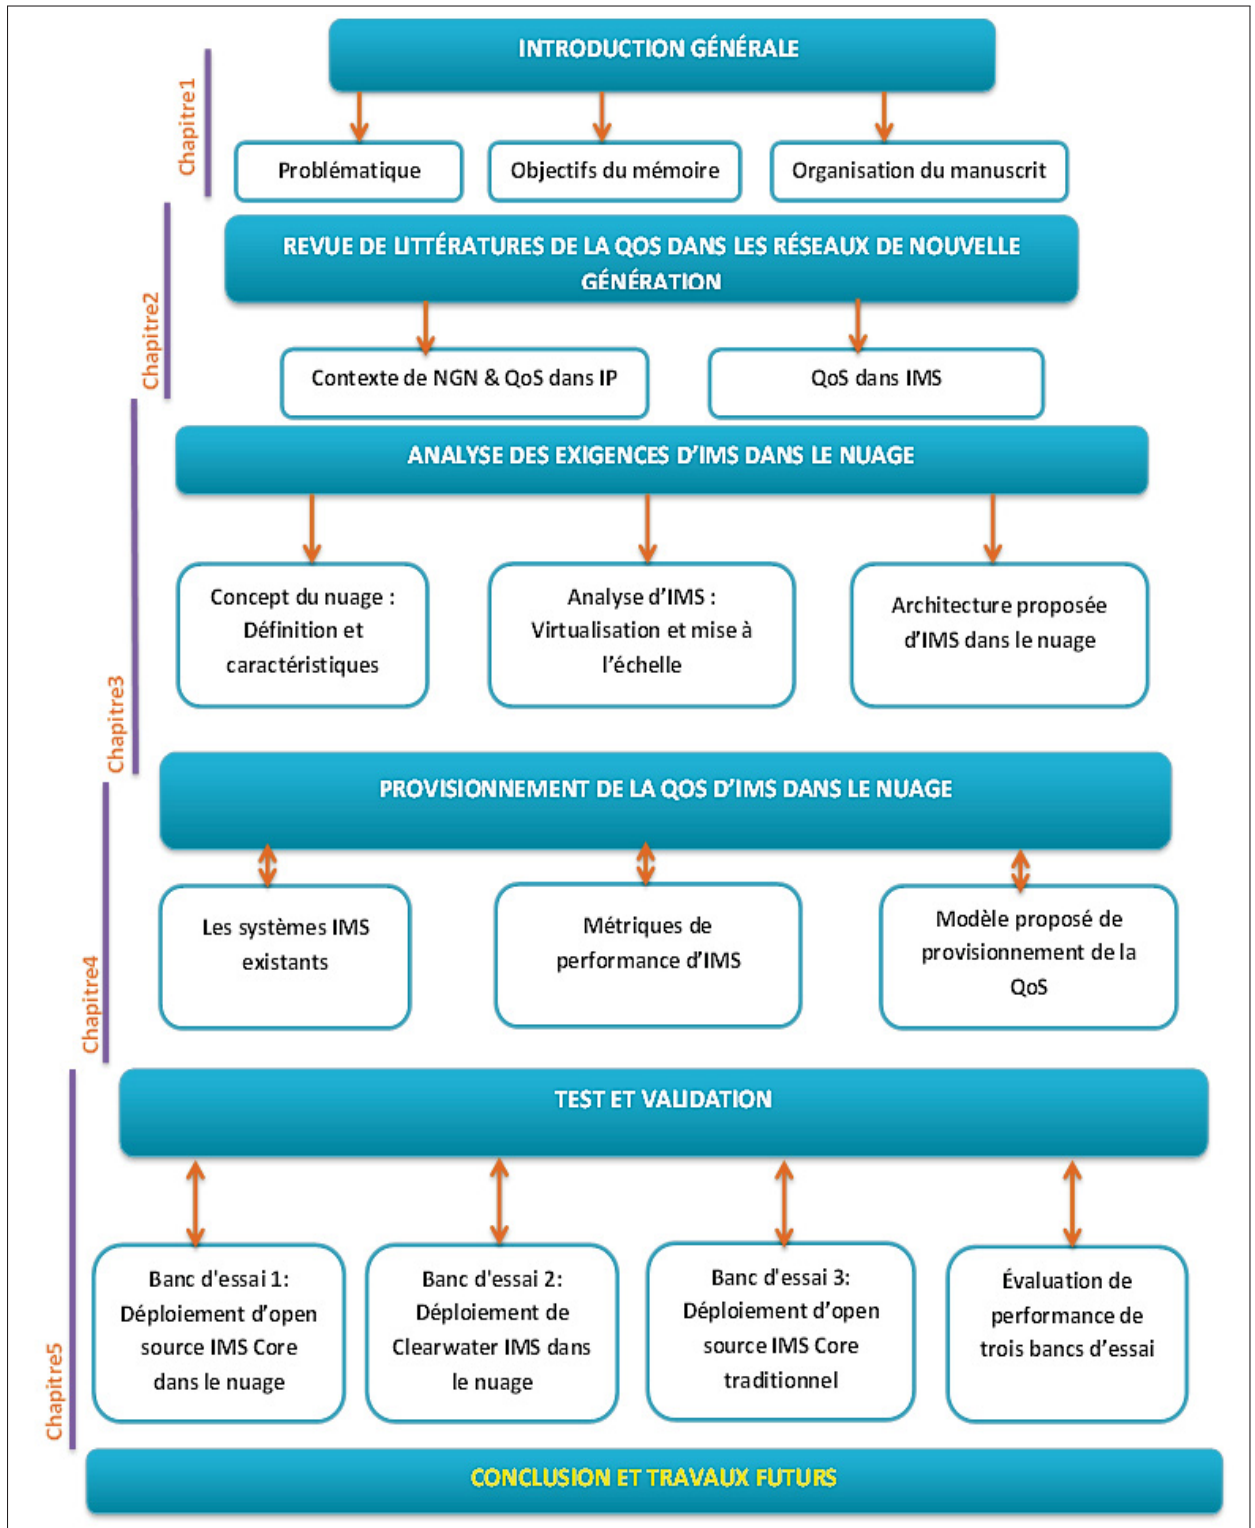 INTRODUCTION GÉNÉRALE
Chapitre1
Problématique
Objectifs du mémoire
Organisation du manuscrit
REVUE DE LITTÉRATURES DE LA QOS DANS LES RÉSEAUX DE NOUVELLE
GÉNÉRATION
Chapitre2
Contexte de NGN & QoS dans IP
QoS dans IMS
ANALYSE DES EXIGENCES D’IMS DANS LE NUAGE
Chapitre3
Concept du nuage :
Définition et
caractéristiques
Analyse d’IMS :
Virtualisation et mise à
l’échelle
Architecture proposée
d’IMS dans le nuage
PROVISIONNEMENT DE LA QOS D’IMS DANS LE NUAGE
Chapitre4
Les systèmes IMS
existants
Métriques de
performance d’IMS
Modèle proposé de
provisionnement de la
QoS
TEST ET VALIDATION
Chapitre5
Banc d'essai 1:
Déploiement d’open
source IMS Core
dans le nuage
Banc d'essai 2:
Déploiement de
Clearwater IMS dans
le nuage
Banc d'essai 3:
Déploiement d’open
source IMS Core
traditionnel
Évaluation de
performance de
trois bancs d’essai
CONCLUSION ET TRAVAUX FUTURS